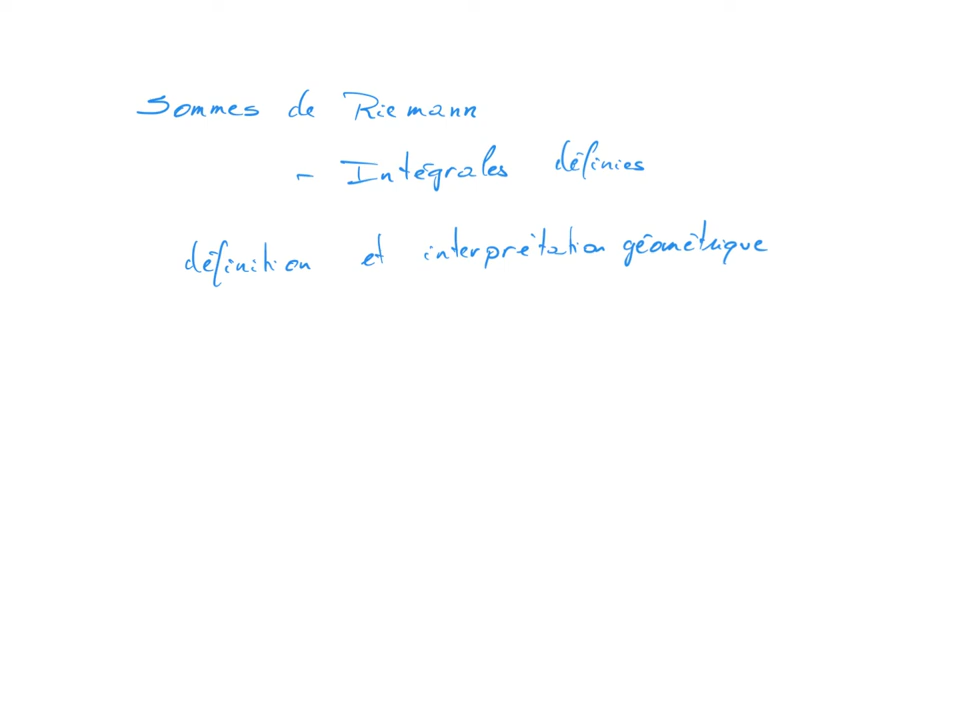 Sommes de Riemann
- Intégrales définies
définition et interprétation géométrique